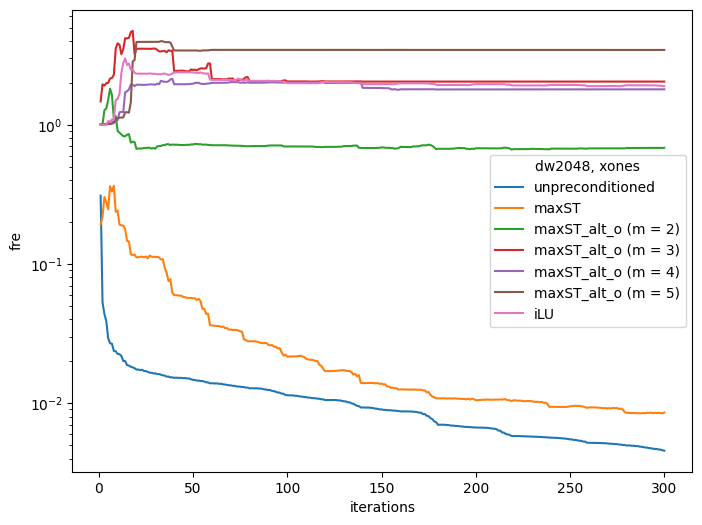 10^0
10^-1
10^-2
fre
0
50
100
150
200
250
300
iterations
dw2048, xones
unpreconditioned
maxST
maxST_alt_o (m = 2)
maxST_alt_o (m = 3)
maxST_alt_o (m = 4)
maxST_alt_o (m = 5)
iLU